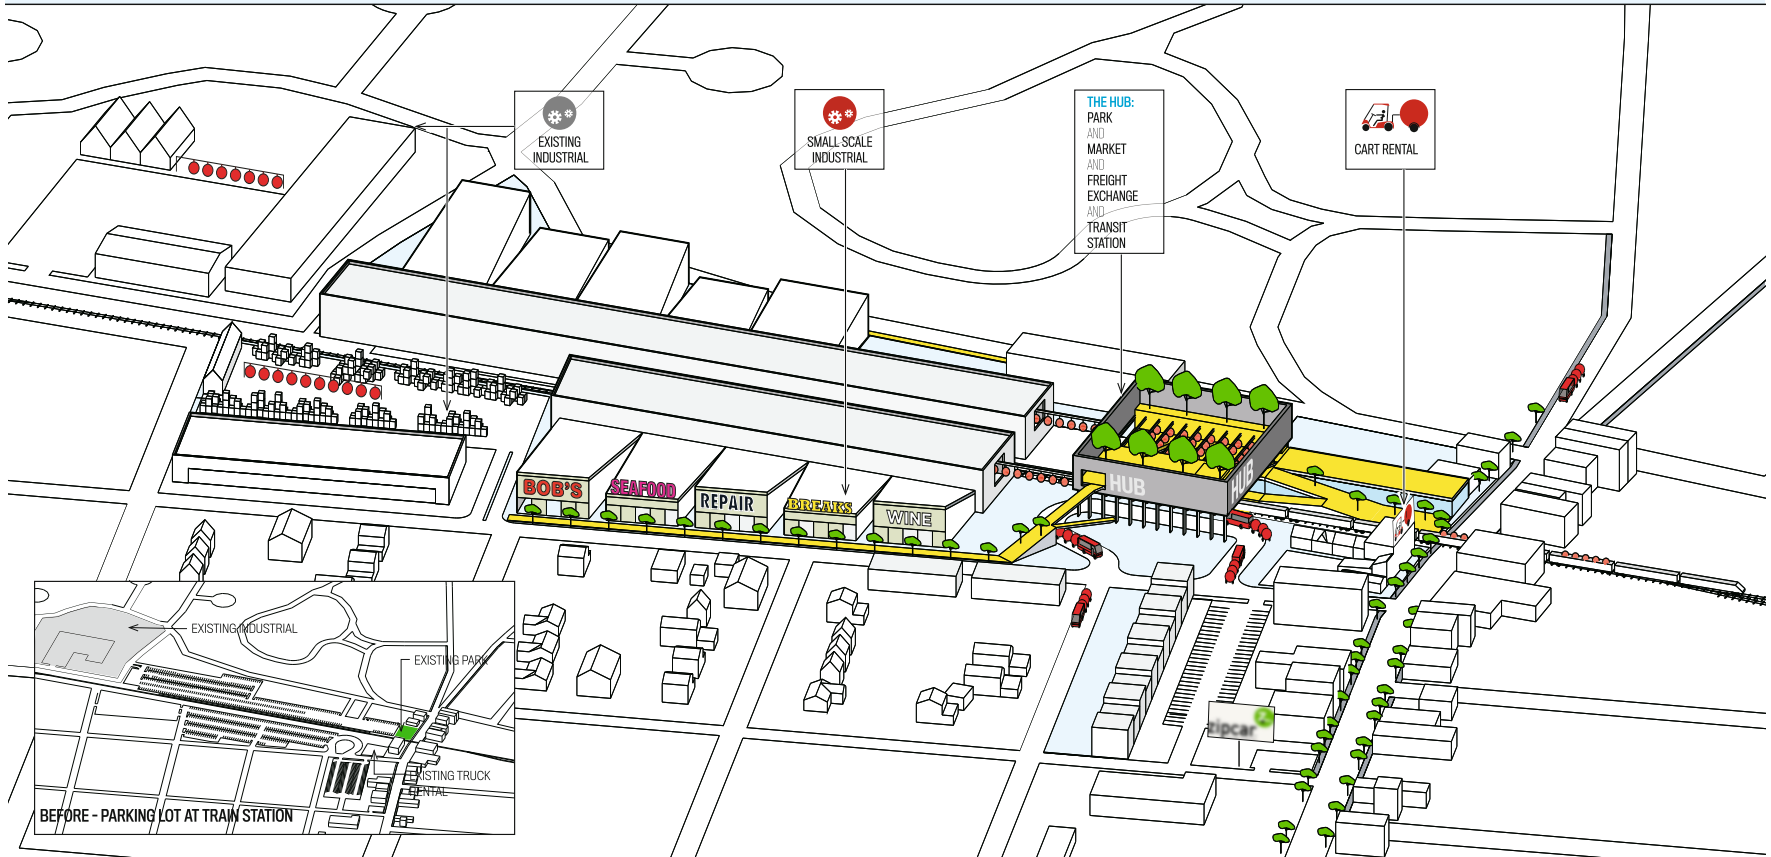 EXISTING
INDUSTRIAL
SMALL SCALE
INDUSTRIAL
THE HUB:
PARK
AND
MARKET
AND
FREIGHT
EXCHANGE
AND
TRANSIT
STATION
CART RENTAL
BOB'S
SEAFOOD
REPAIR
BREAKS
WINE
HUB
HUB
zipcar
EXISTING INDUSTRIAL
EXISTING PARK
EXISTING TRUCK
RENTAL
BEFORE - PARKING LOT AT TRAIN STATION